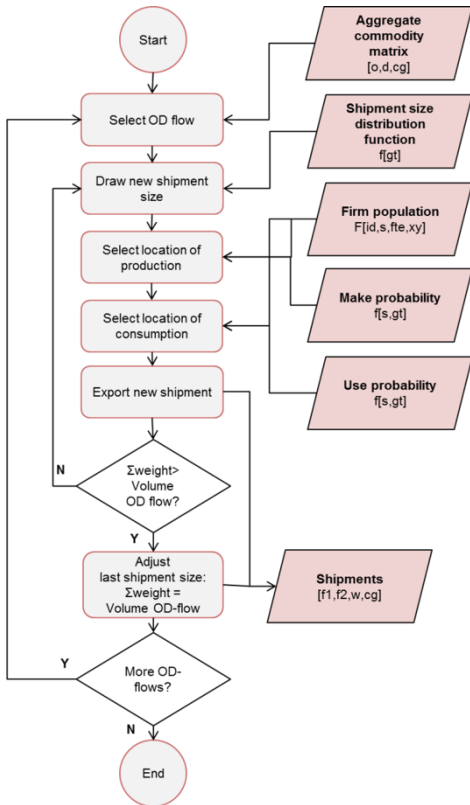 Start
Select OD flow
Draw new shipment
size
Select location of
production
Select location of
consumption
Export new shipment
N
Σweight>
Volume
OD flow?
Y
Adjust
last shipment size:
Σweight =
Volume OD-flow
Y
More OD-
flows?
N
End
Aggregate
commodity
matrix
[o,d,cg]
Shipment size
distribution
function
f[gt]
Firm population
F[id,s,fte,xy]
Make probability
f[s,gt]
Use probability
f[s,gt]
Shipments
[f1,f2,w,cg]